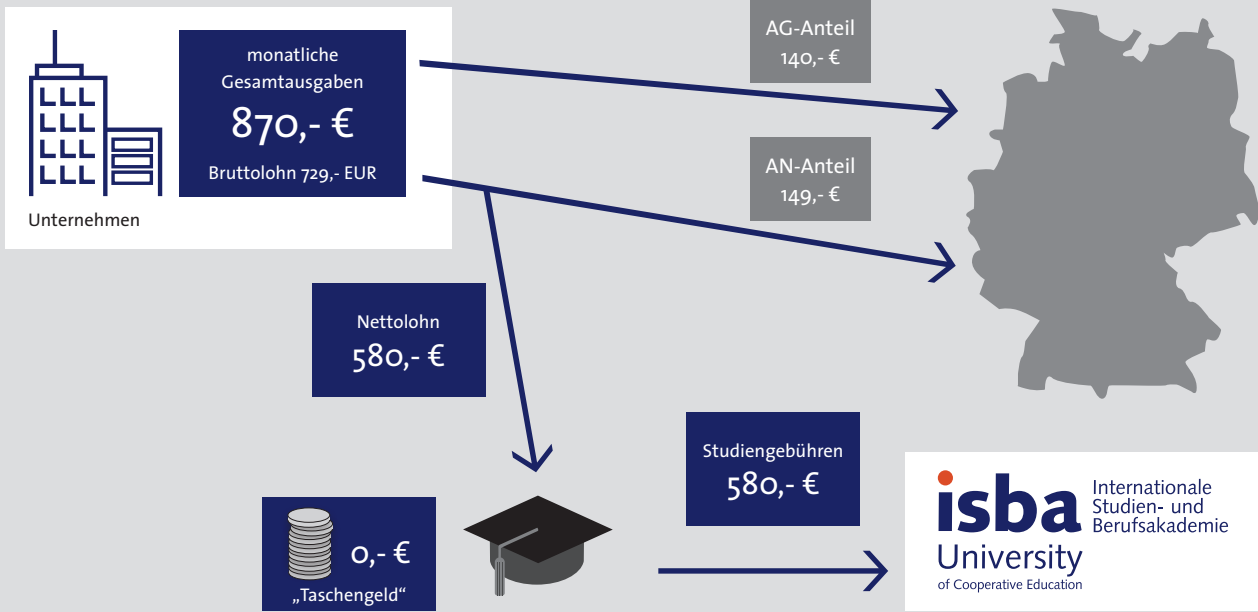 monatliche
Gesamtausgaben
870,- €
Bruttolohn 729,- EUR
Unternehmen
AG-Anteil
140,- €
AN-Anteil
149,- €
Nettolohn
580,- €
Studiengebühren
580,- €
0,- €
„Taschengeld“
isba
Internationale
Studien- und
Berufsakademie
University
of Cooperative Education